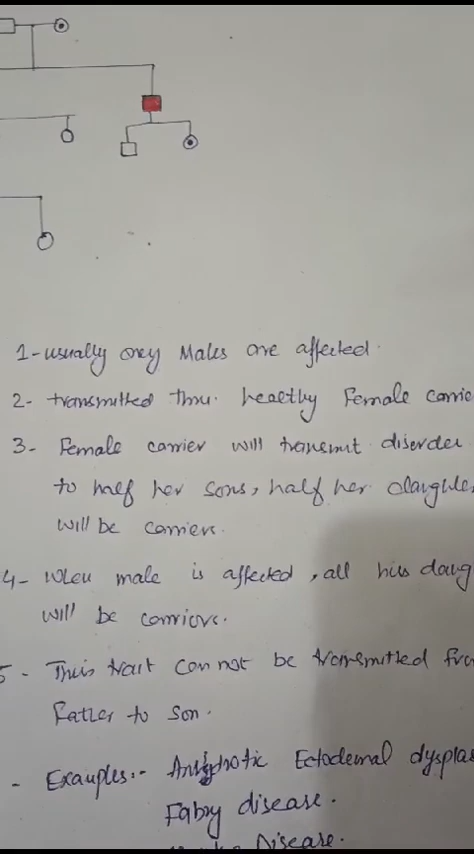 1- usually only Males are affected.
2- transmitted thru. healthy Female carrie
3- Female carrier will transmit disorder
to half her sons, half her daughte
will be carriers.
4- When male is affected, all his daug
will be carriers.
5- This trait can not be transmitted fro
Father to son.
- Examples:- Ectodemal dysplas
Fabry disease.
Disease.